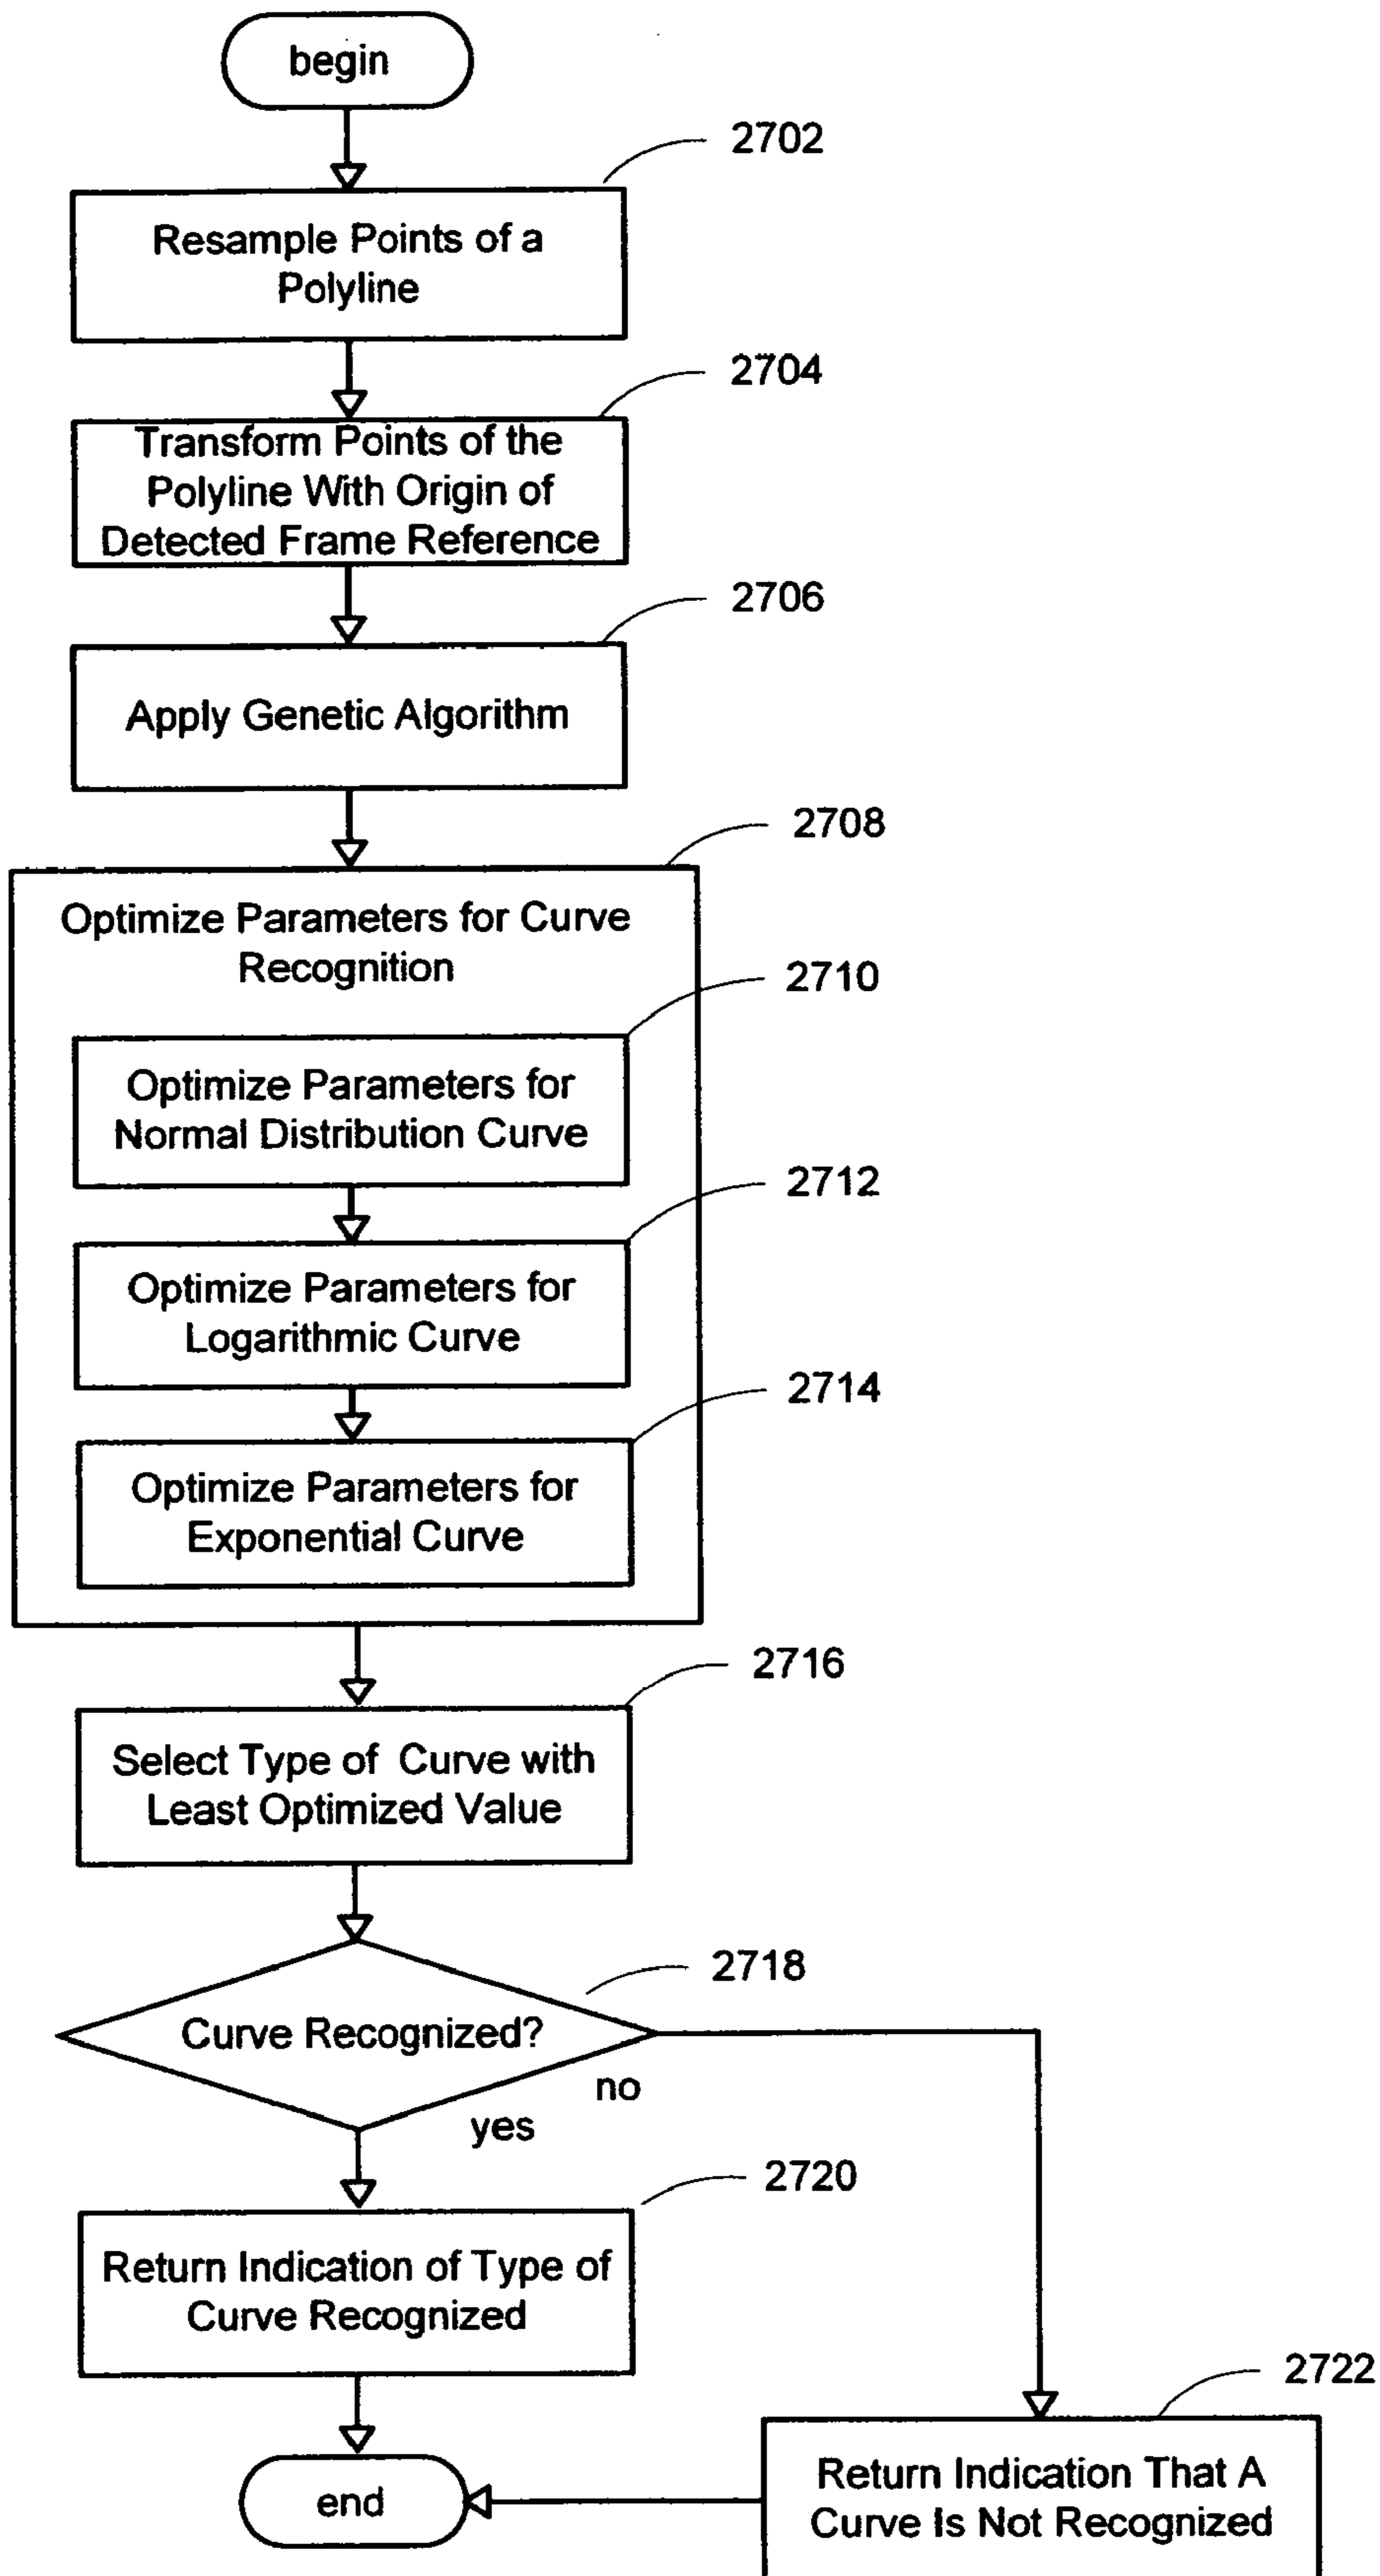 begin
2702
Resample Points of a
Polyline
2704
Transform Points of the
Polyline With Origin of
Detected Frame Reference
2706
Apply Genetic Algorithm
2708
Optimize Parameters for Curve
Recognition
2710
Optimize Parameters for
Normal Distribution Curve
2712
Optimize Parameters for
Logarithmic Curve
2714
Optimize Parameters for
Exponential Curve
2716
Select Type of Curve with
Least Optimized Value
2718
Curve Recognized?
no
yes
2720
Return Indication of Type of
Curve Recognized
2722
Return Indication That A
Curve Is Not Recognized
end